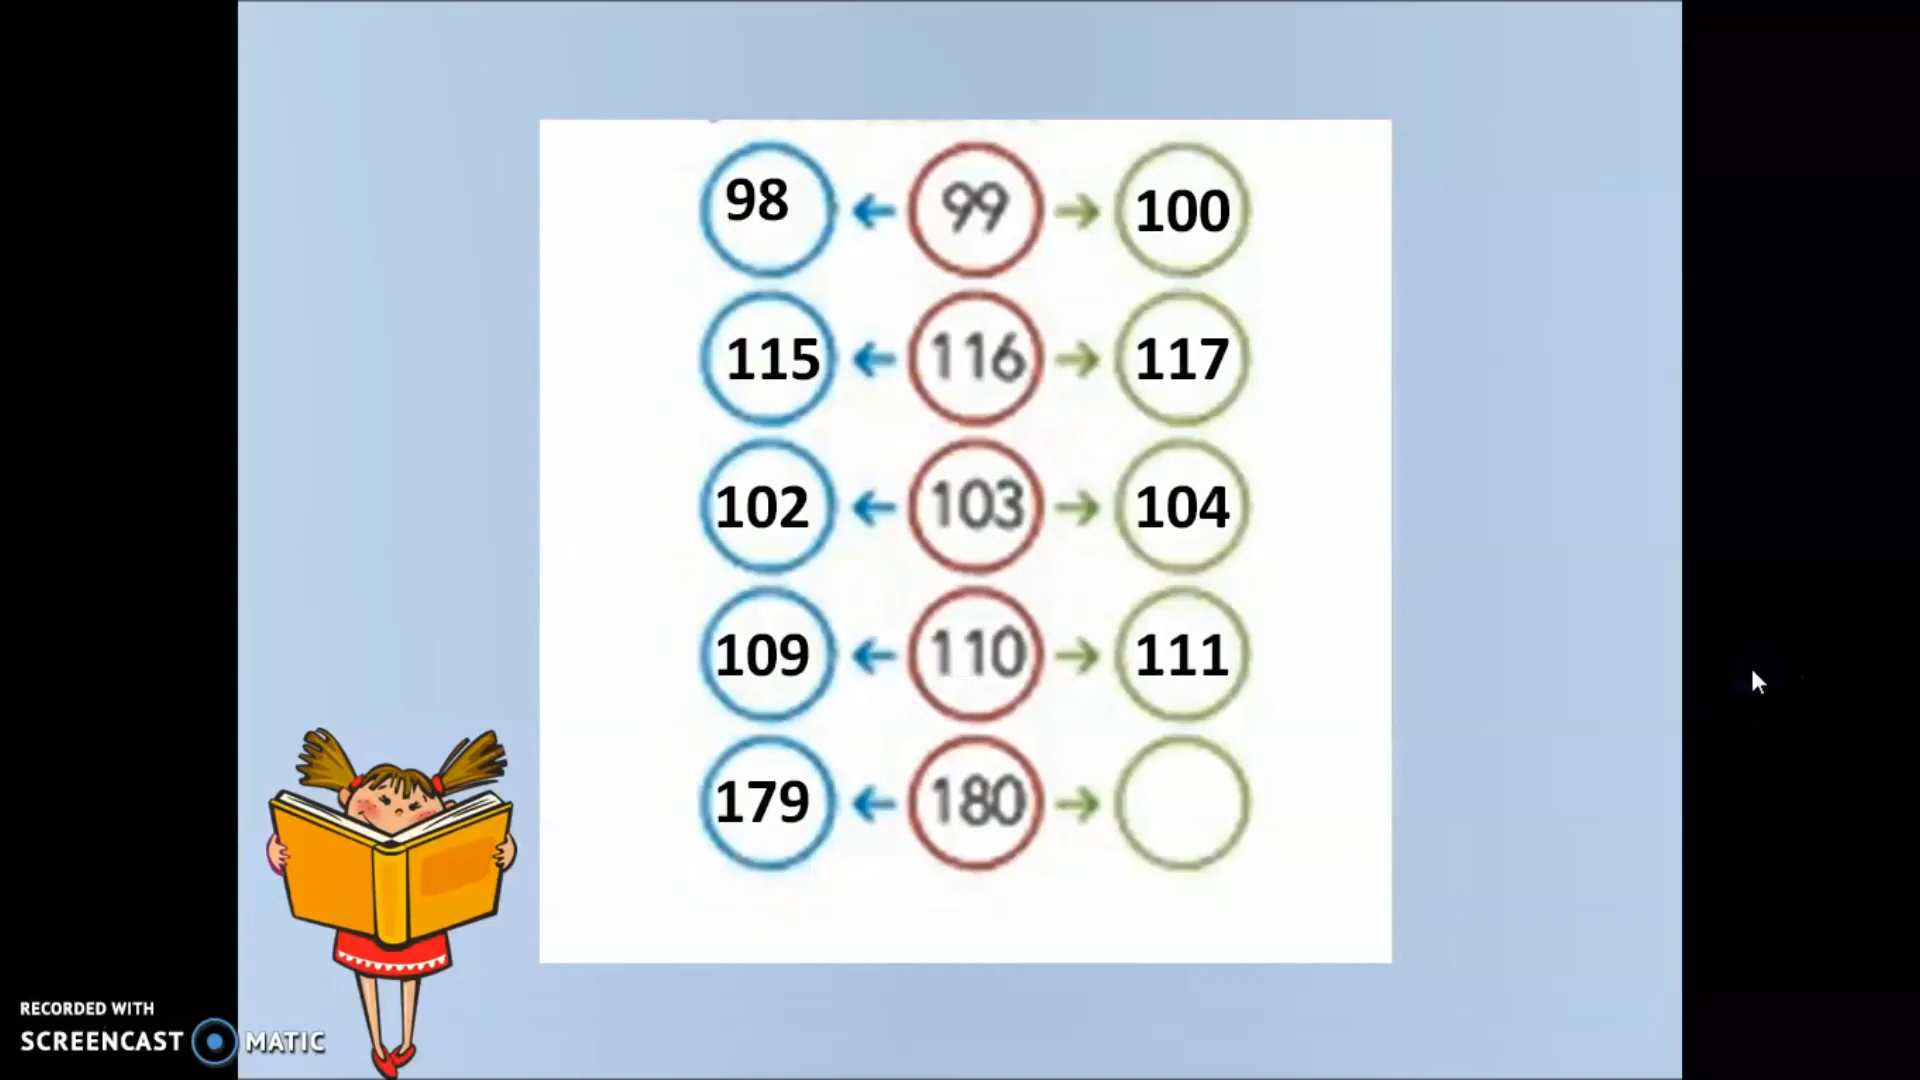 98 ← 99 → 100
115 ← 116 → 117
102 ← 103 → 104
109 ← 110 → 111
179 ← 180 →
RECORDED WITH
SCREENCAST MATIC